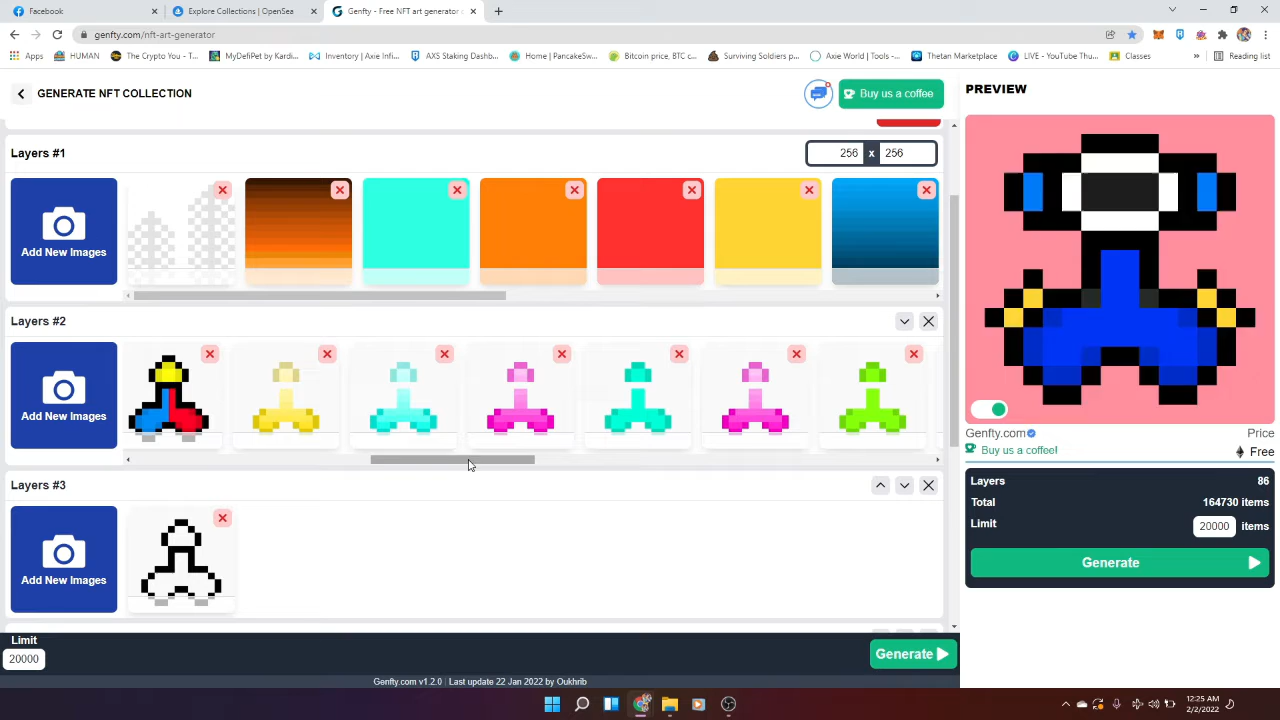 Facebook
Explore Collections | OpenSea
Genfty - Free NFT art generator o
genfty.com/nft-art-generator
Apps
HUMAN
The Crypto You - T...
MyDefiPet by Kardi...
Inventory | Axie Infi...
AXS Staking Dashb...
Home | PancakeSw...
Bitcoin price, BTC c...
Surviving Soldiers p...
Axie World | Tools -...
Thetan Marketplace
LIVE - YouTube Thu...
Classes
»
Reading list
GENERATE NFT COLLECTION
Buy us a coffee
PREVIEW
Layers #1
256 x 256
Add New Images
Layers #2
Add New Images
Layers #3
Add New Images
Genfty.com
Price
Buy us a coffee!
Free
Layers 86
Total 164730 items
Limit 20000 items
Generate
Limit
20000
Generate
Genfty.com v1.2.0 | Last update 22 Jan 2022 by Oukhrib
12:25 AM
2/2/2022